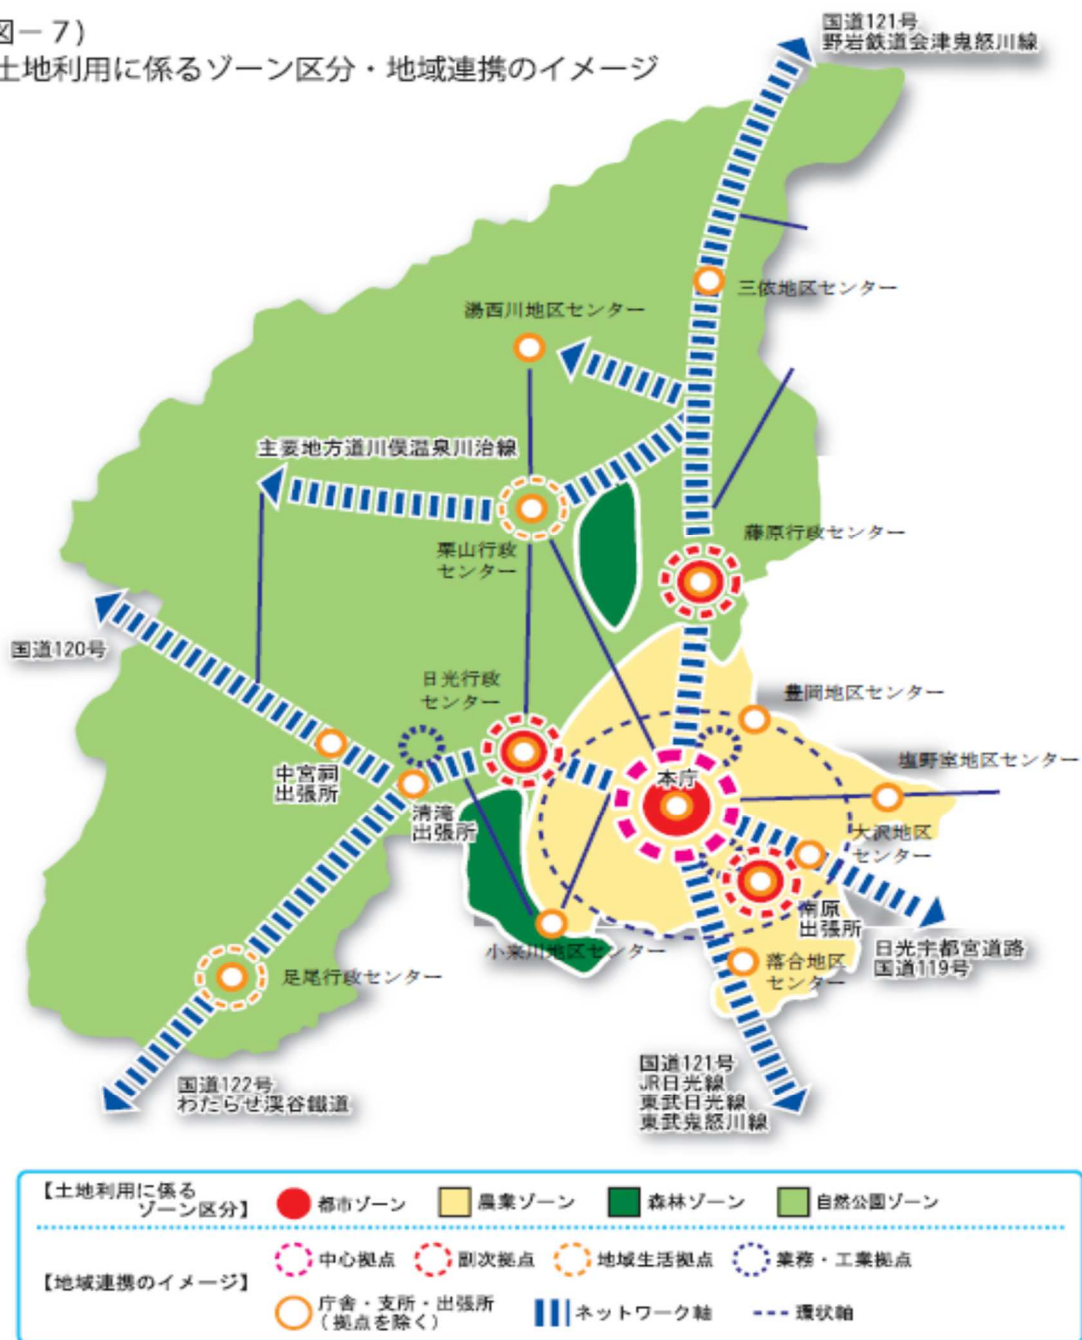 図－7)
土地利用に係るゾーン区分・地域連携のイメージ
国道121号
野岩鉄道会津鬼怒川線
三依地区センター
湯西川地区センター
主要地方道川俣温泉川治線
栗山行政
センター
藤原行政センター
国道120号
日光行政
センター
豊岡地区センター
塩野室地区センター
本庁
中宮祠
出張所
清滝
出張所
大沢地区
センター
南原
出張所
小来川地区センター
日光宇都宮道路
国道119号
落合地区
センター
足尾行政センター
国道122号
わたらせ渓谷鐵道
国道121号
JR日光線
東武日光線
東武鬼怒川線
【土地利用に係る
ゾーン区分】
都市ゾーン
農業ゾーン
森林ゾーン
自然公園ゾーン
【地域連携のイメージ】
中心拠点
副次拠点
地域生活拠点
業務・工業拠点
庁舎・支所・出張所
（拠点を除く）
ネットワーク軸
環状軸